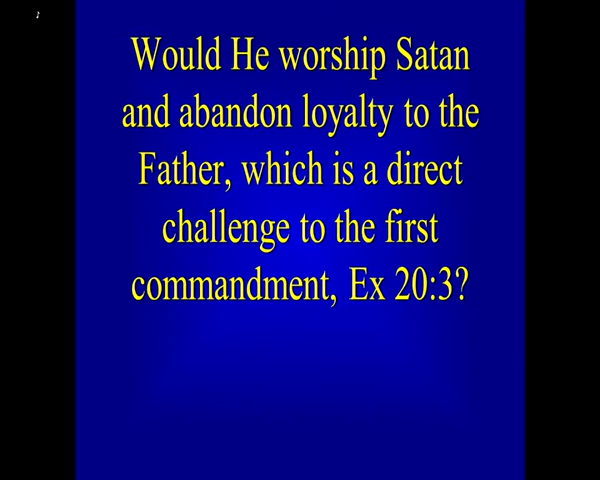 Would He worship Satan
and abandon loyalty to the
Father, which is a direct
challenge to the first
commandment, Ex 20:3?